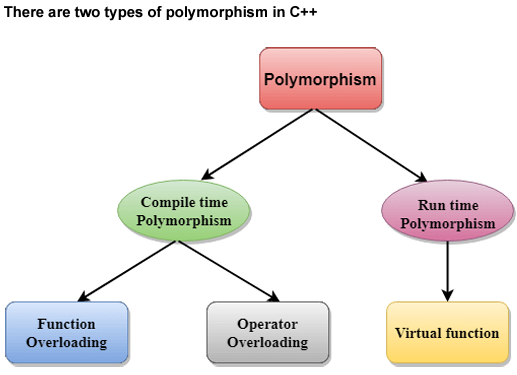 There are two types of polymorphism in C++
Polymorphism
Compile time
Polymorphism
Run time
Polymorphism
Function
Overloading
Operator
Overloading
Virtual function